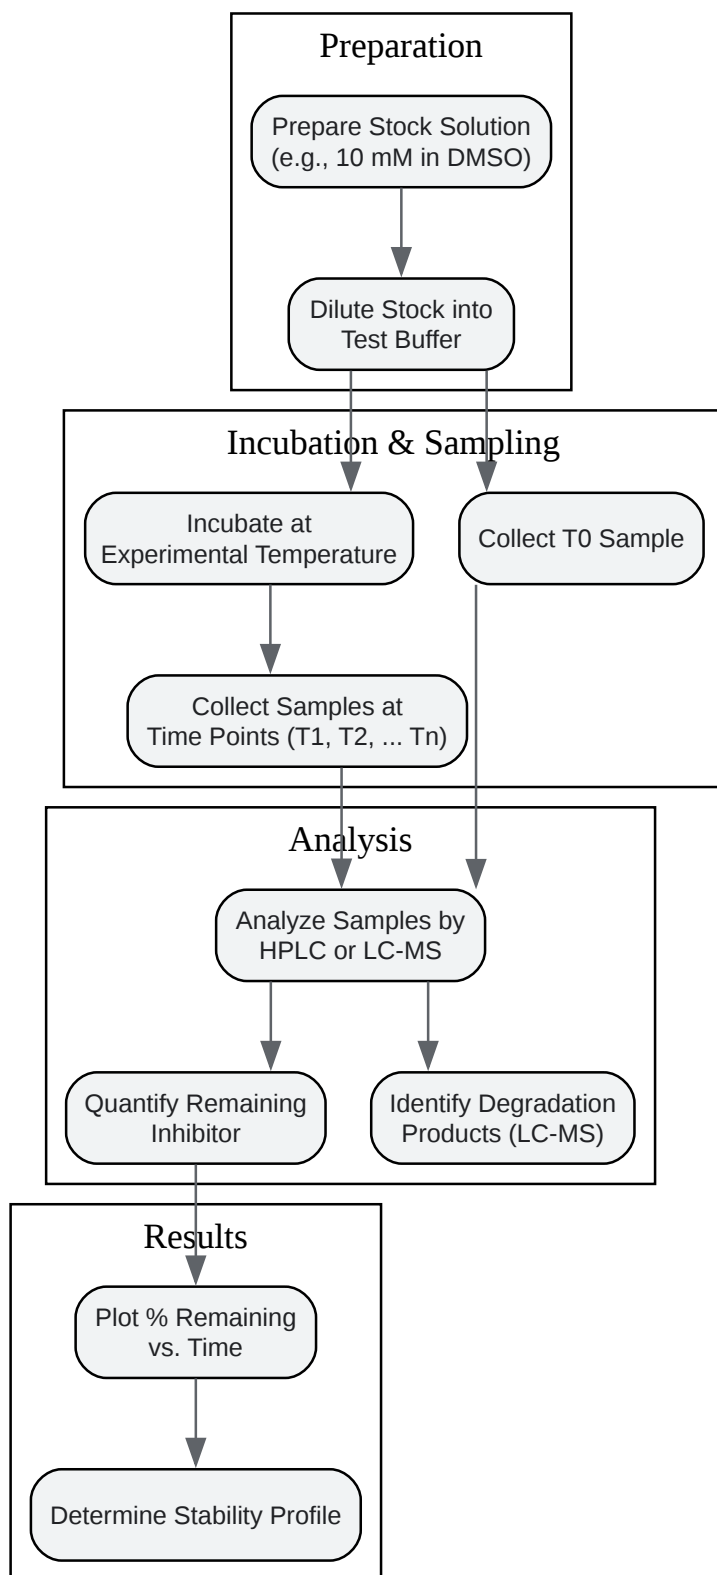 Preparation
Prepare Stock Solution
(e.g., 10 mM in DMSO)
Dilute Stock into
Test Buffer
Incubation & Sampling
Incubate at
Experimental Temperature
Collect T0 Sample
Collect Samples at
Time Points (T1, T2, ... Tn)
Analysis
Analyze Samples by
HPLC or LC-MS
Quantify Remaining
Inhibitor
Identify Degradation
Products (LC-MS)
Results
Plot % Remaining
vs. Time
Determine Stability Profile